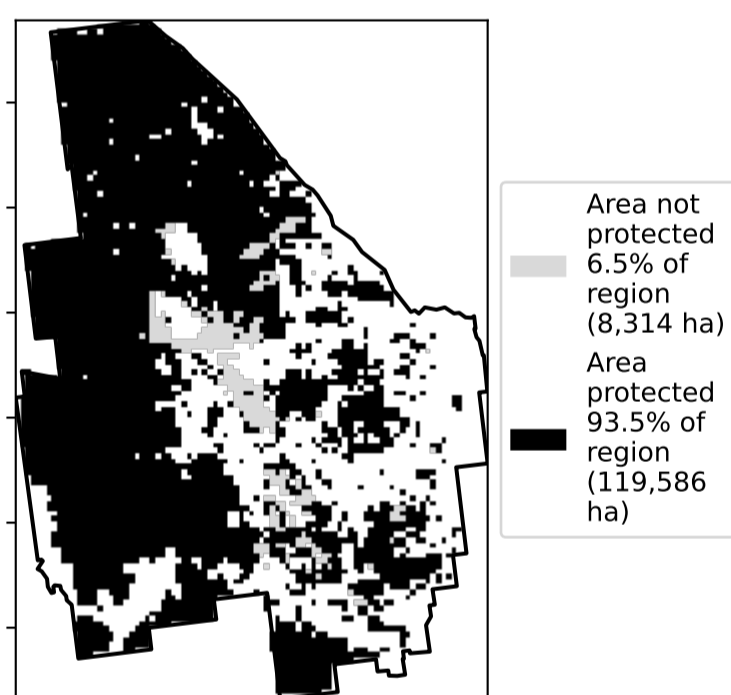 Area not
protected
6.5% of
region
(8,314 ha)
Area
protected
93.5% of
region
(119,586
ha)